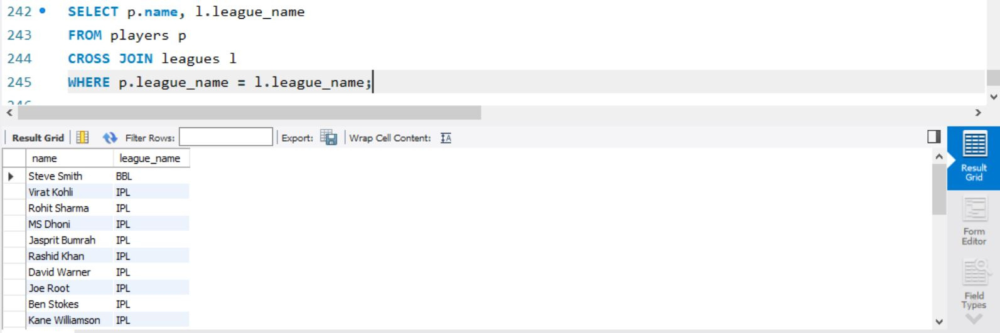 242 SELECT p.name, l.league_name
243 FROM players p
244 CROSS JOIN leagues l
245 WHERE p.league_name = l.league_name;
Result Grid Filter Rows: Export: Wrap Cell Content:
name league_name
Steve Smith BBL
Virat Kohli IPL
Rohit Sharma IPL
MS Dhoni IPL
Jasprit Bumrah IPL
Rashid Khan IPL
David Warner IPL
Joe Root IPL
Ben Stokes IPL
Kane Williamson IPL
Result
Grid
Form
Editor
Field
Types